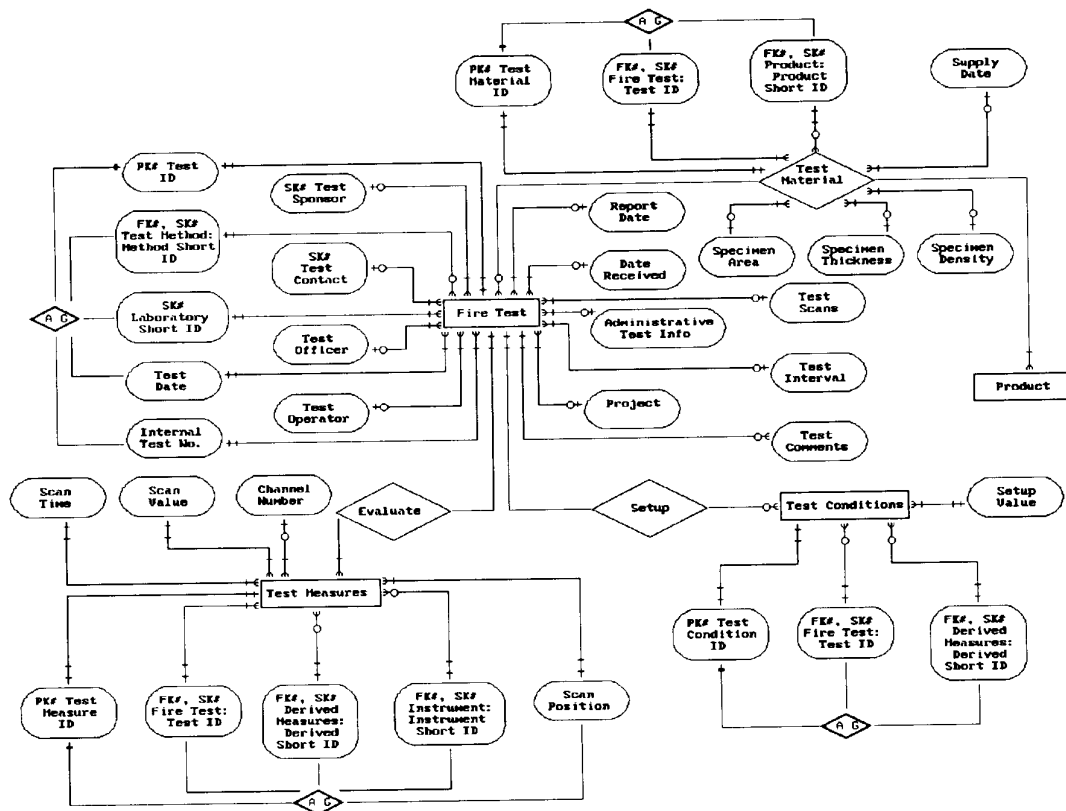 A G
PK# Test
Material
ID
FK#, SK#
Fire Test:
Test ID
FK#, SK#
Product:
Product
Short ID
Supply
Date
PK# Test
ID
SK# Test
Sponsor
Report
Date
Test
Material
FK#, SK#
Test Method:
Method Short
ID
SK#
Test
Contact
Date
Received
Specimen
Area
Specimen
Thickness
Specimen
Density
A G
SK#
Laboratory
Short ID
Fire Test
Test
Scans
Administrative
Test Info
Test
Officer
Test
Date
Test
Interval
Product
Test
Operator
Project
Internal
Test No.
Test
Comments
Scan
Time
Scan
Value
Channel
Number
Evaluate
Setup
Test Conditions
Setup
Value
Test Measures
PK# Test
Condition
ID
FK#, SK#
Fire Test:
Test ID
FK#, SK#
Derived
Measures:
Derived
Short ID
PK# Test
Measure
ID
FK#, SK#
Fire Test:
Test ID
FK#, SK#
Derived
Measures:
Derived
Short ID
FK#, SK#
Instrument:
Instrument
Short ID
Scan
Position
A G
A G